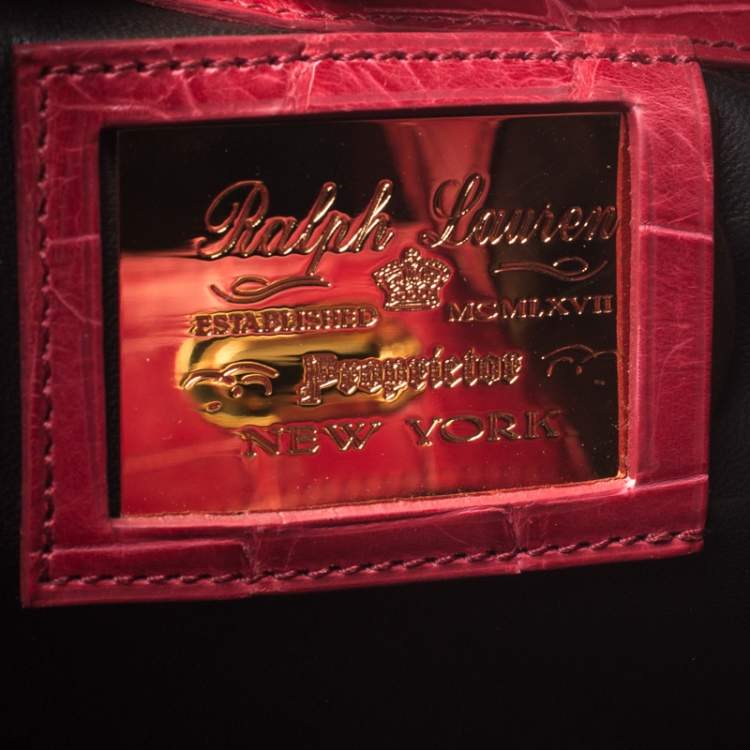 Ralph Lauren
ESTABLISHED MCMLXVII
Proprietor
NEW YORK